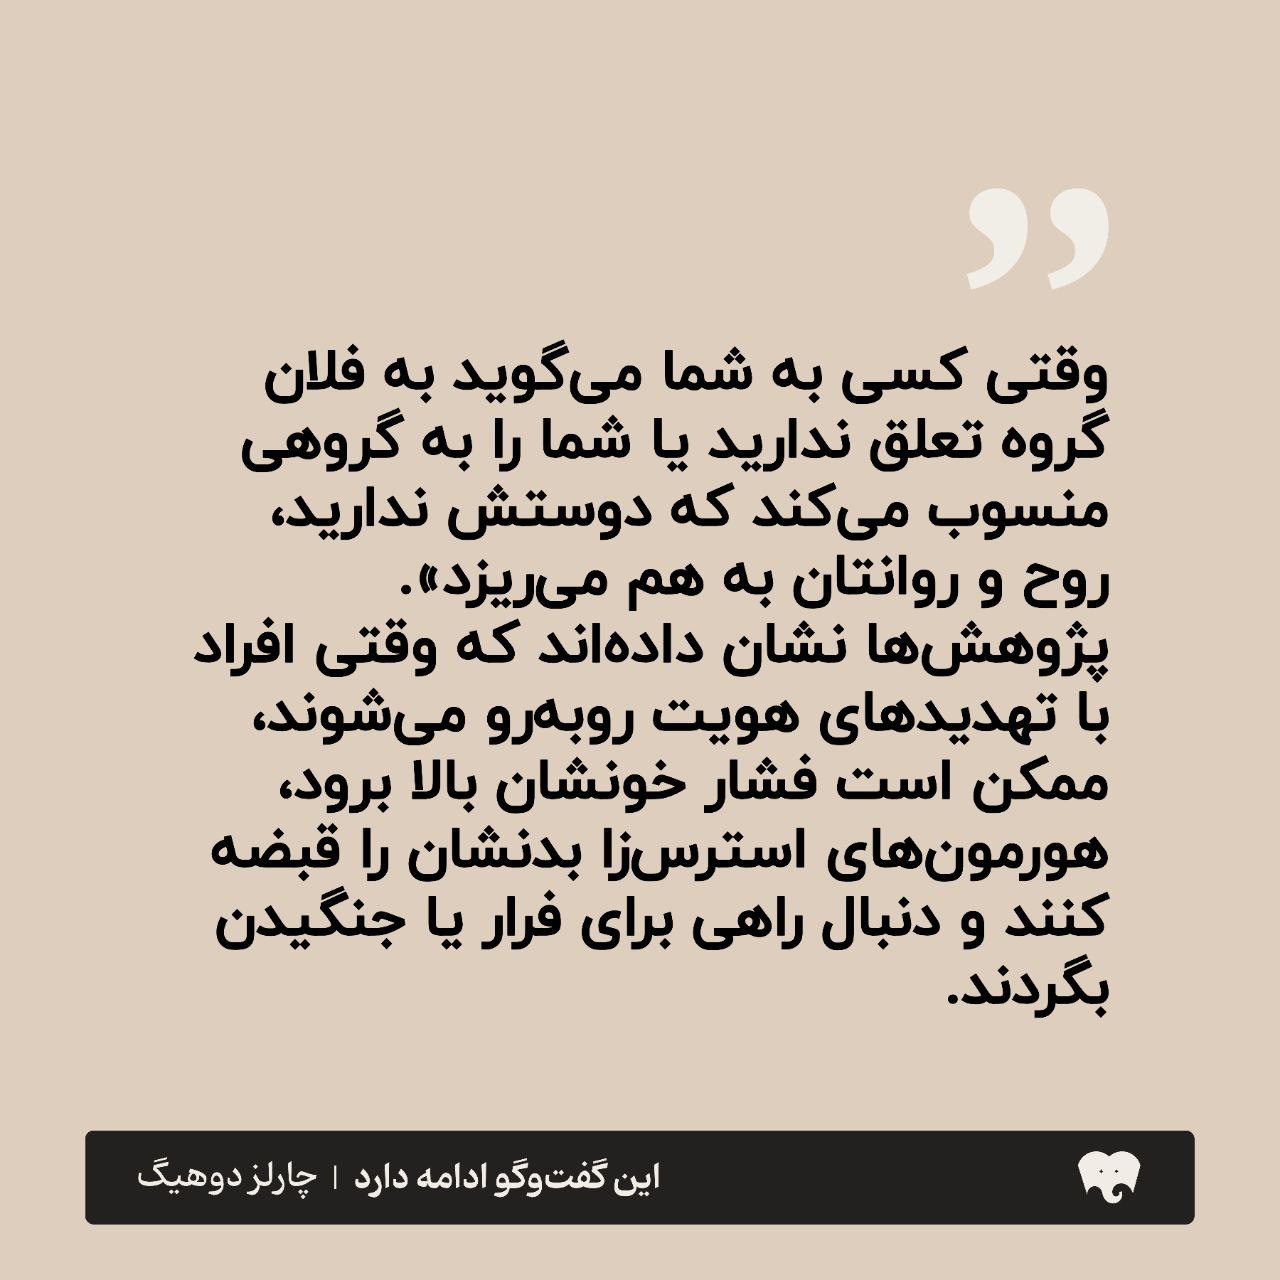 ”
وقتی کسی به شما می‌گوید به فلان
گروه تعلق ندارید یا شما را به گروهی
منسوب می‌کند که دوستش ندارید،
روح و روانتان به هم می‌ریزد».
پژوهش‌ها نشان داده‌اند که وقتی افراد
با تهدیدهای هویت روبه‌رو می‌شوند،
ممکن است فشار خونشان بالا برود،
هورمون‌های استرس‌زا بدنشان را قبضه
کنند و دنبال راهی برای فرار یا جنگیدن
بگردند.
این گفت‌وگو ادامه دارد | چارلز دوهیگ